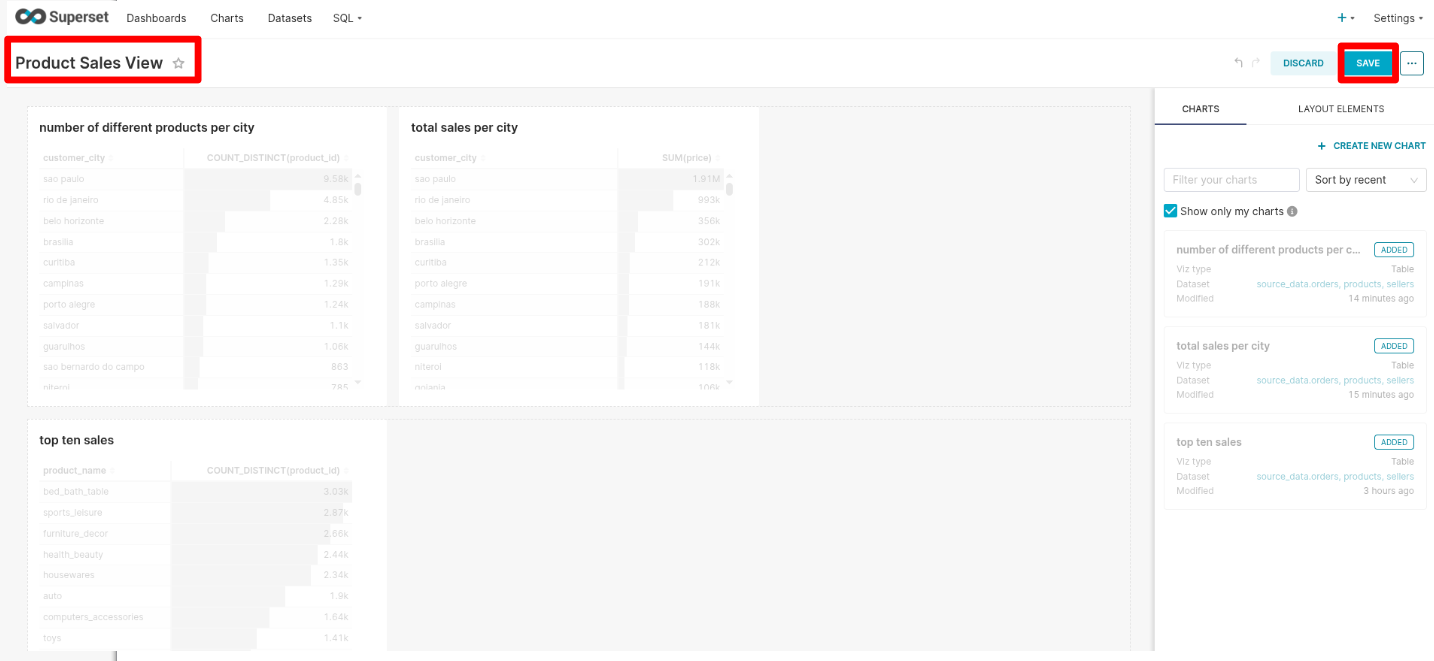 Superset Dashboards Charts Datasets SQL Settings
Product Sales View
DISCARD SAVE
CHARTS LAYOUT ELEMENTS
+ CREATE NEW CHART
Filter your charts Sort by recent
Show only my charts
number of different products per city
customer_city COUNT_DISTINCT(product_id)
sao paulo 9.58k
rio de janeiro 4.85k
belo horizonte 2.28k
brasilia 1.8k
curitiba 1.35k
campinas 1.29k
porto alegre 1.24k
salvador 1.1k
guarulhos 1.06k
sao bernardo do campo 863
niteroi 785
total sales per city
customer_city SUM(price)
sao paulo 1.91M
rio de janeiro 993k
belo horizonte 356k
brasilia 302k
curitiba 212k
porto alegre 191k
campinas 188k
salvador 181k
guarulhos 144k
niteroi 118k
goiania 106k
top ten sales
product_name COUNT_DISTINCT(product_id)
bed_bath_table 3.03k
sports_leisure 2.87k
furniture_decor 2.66k
health_beauty 2.44k
housewares 2.34k
auto 1.9k
computers_accessories 1.64k
toys 1.41k
number of different products per c... ADDED
Viz type Table
Dataset source_data.orders, products, sellers
Modified 14 minutes ago
total sales per city ADDED
Viz type Table
Dataset source_data.orders, products, sellers
Modified 15 minutes ago
top ten sales ADDED
Viz type Table
Dataset source_data.orders, products, sellers
Modified 3 hours ago